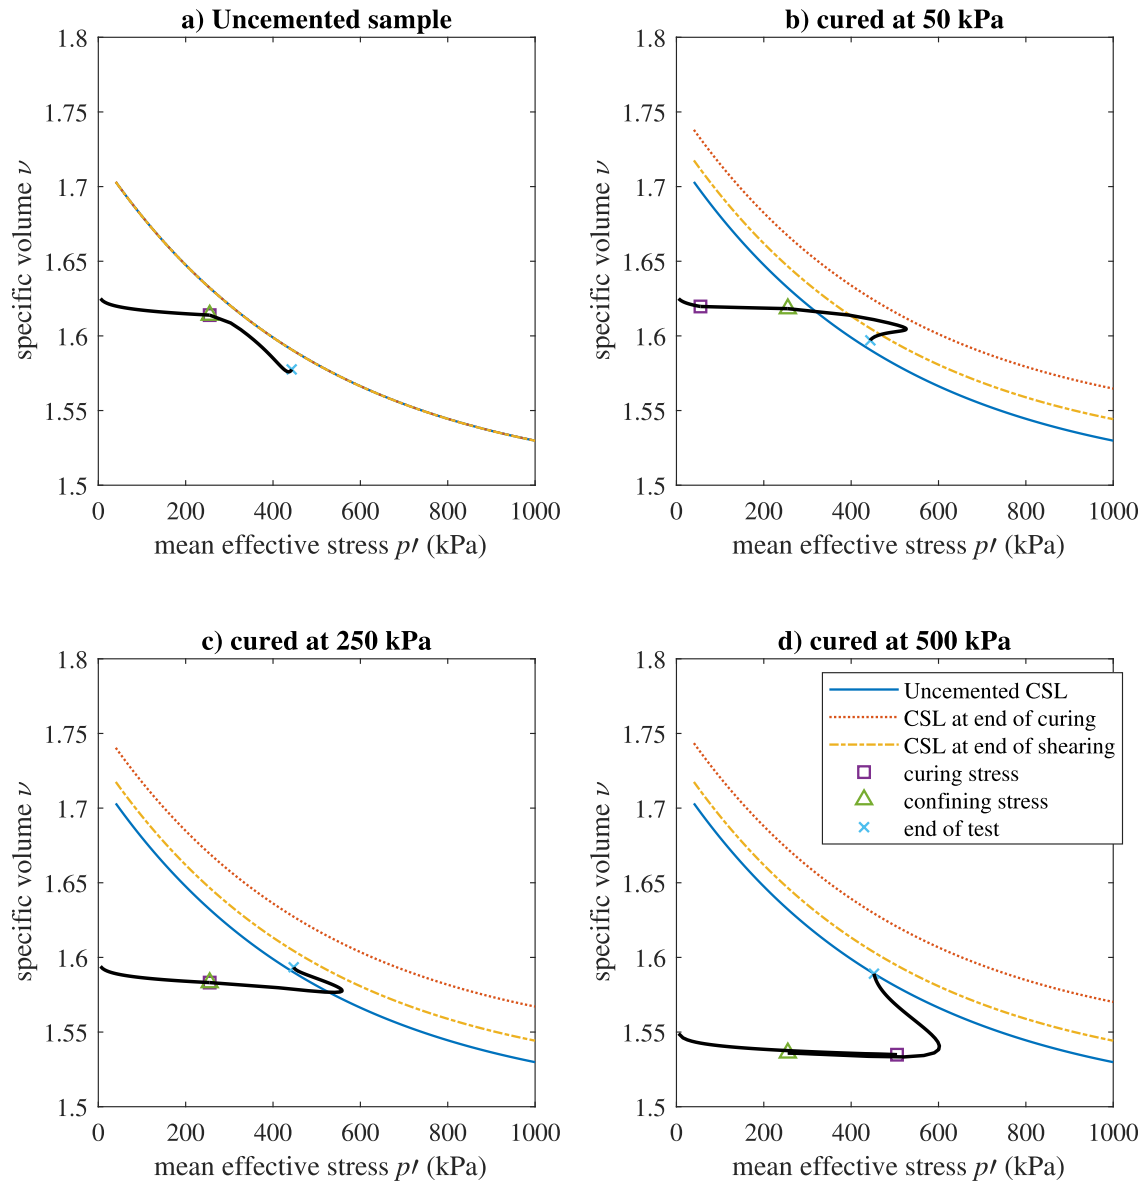 a) Uncemented sample
1.8
1.75
1.7
1.65
1.6
1.55
1.5
specific volume ν
0 200 400 600 800 1000
mean effective stress p′ (kPa)
b) cured at 50 kPa
1.8
1.75
1.7
1.65
1.6
1.55
1.5
specific volume ν
0 200 400 600 800 1000
mean effective stress p′ (kPa)
c) cured at 250 kPa
1.8
1.75
1.7
1.65
1.6
1.55
1.5
specific volume ν
0 200 400 600 800 1000
mean effective stress p′ (kPa)
d) cured at 500 kPa
1.8
1.75
1.7
1.65
1.6
1.55
1.5
specific volume ν
Uncemented CSL
CSL at end of curing
CSL at end of shearing
curing stress
confining stress
end of test
0 200 400 600 800 1000
mean effective stress p′ (kPa)